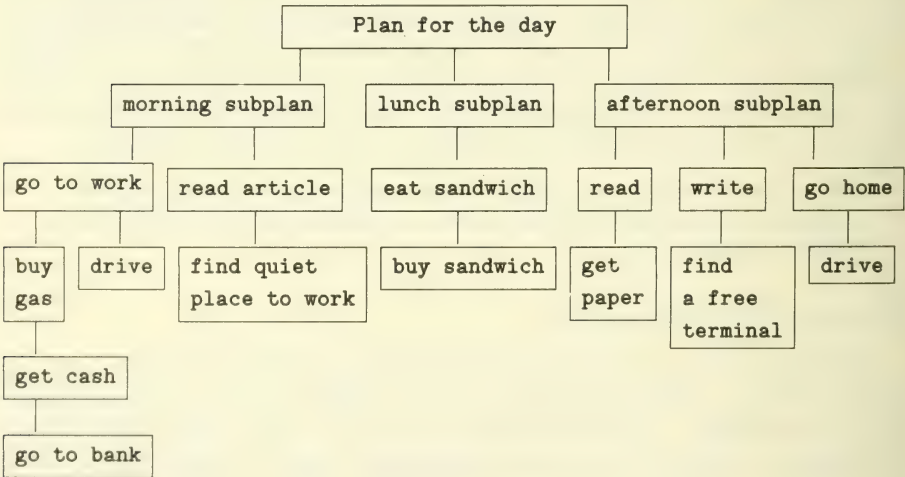 Plan for the day
morning subplan
lunch subplan
afternoon subplan
go to work
read article
eat sandwich
read
write
go home
buy
gas
drive
find quiet
place to work
buy sandwich
get
paper
find
a free
terminal
drive
get cash
go to bank